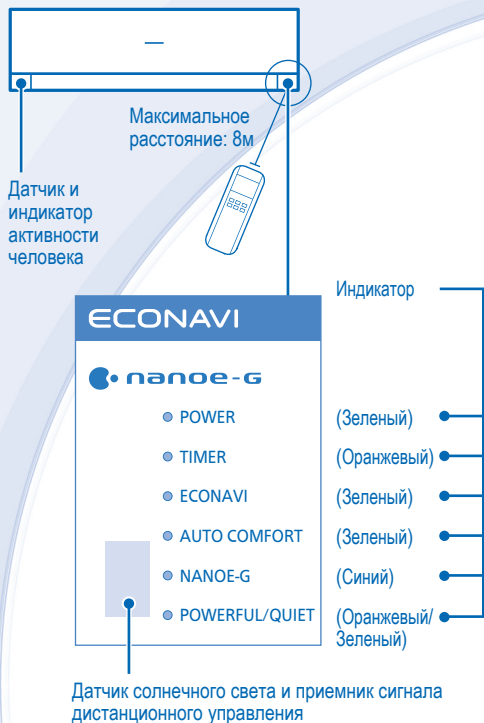 Максимальное
расстояние: 8м
Датчик и
индикатор
активности
человека
Индикатор
ECONAVI
nanoe-G
POWER (Зеленый)
TIMER (Оранжевый)
ECONAVI (Зеленый)
AUTO COMFORT (Зеленый)
NANOE-G (Синий)
POWERFUL/QUIET (Оранжевый/
Зеленый)
Датчик солнечного света и приемник сигнала
дистанционного управления